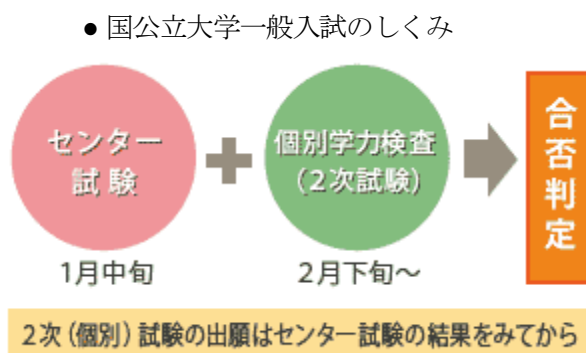 ● 国公立大学一般入試のしくみ
センター
試験
+
個別学力検査
(2次試験)
合否判定
1月中旬
2月下旬～
2次(個別)試験の出願はセンター試験の結果をみてから